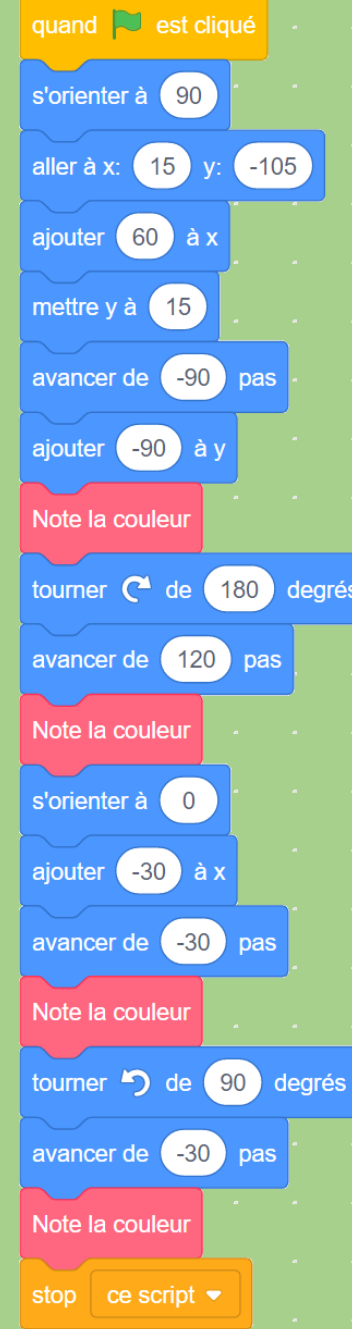 quand est cliqué
s'orienter à 90
aller à x: 15 y: -105
ajouter 60 à x
mettre y à 15
avancer de -90 pas
ajouter -90 à y
Note la couleur
tourner de 180 degrés
avancer de 120 pas
Note la couleur
s'orienter à 0
ajouter -30 à x
avancer de -30 pas
Note la couleur
tourner de 90 degrés
avancer de -30 pas
Note la couleur
stop ce script